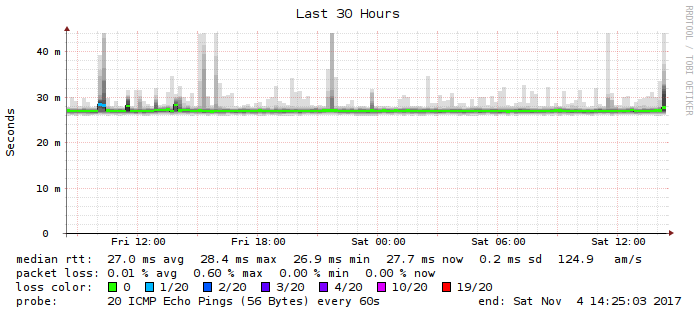 Last 30 Hours
RRDTOOL / TOBI OETIKER
Seconds
40 m
30 m
20 m
10 m
0
Fri 12:00 Fri 18:00 Sat 00:00 Sat 06:00 Sat 12:00
median rtt: 27.0 ms avg 28.4 ms max 26.9 ms min 27.7 ms now 0.2 ms sd 124.9 am/s
packet loss: 0.01 % avg 0.60 % max 0.00 % min 0.00 % now
loss color: 0 1/20 2/20 3/20 4/20 10/20 19/20
probe: 20 ICMP Echo Pings (56 Bytes) every 60s end: Sat Nov 4 14:25:03 2017